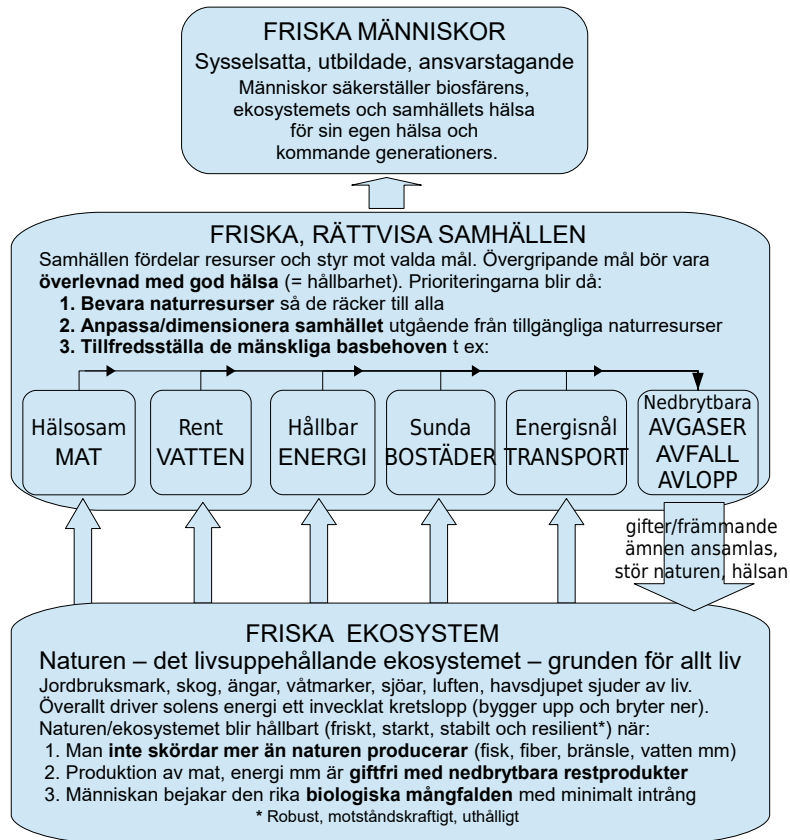 FRISKA MÄNNISKOR
Sysselsatta, utbildade, ansvarstagande
Människor säkerställer biosfärens,
ekosystemets och samhällets hälsa
för sin egen hälsa och
kommande generationers.
FRISKA, RÄTTVISA SAMHÄLLEN
Samhällen fördelar resurser och styr mot valda mål. Övergripande mål bör vara
överlevnad med god hälsa (= hållbarhet). Prioriteringarna blir då:
1. Bevara naturresurser så de räcker till alla
2. Anpassa/dimensionera samhället utgående från tillgängliga naturresurser
3. Tillfredsställa de mänskliga basbehoven t ex:
Hälsosam
MAT
Rent
VATTEN
Hållbar
ENERGI
Sunda
BOSTÄDER
Energisnål
TRANSPORT
Nedbrytbara
AVGASER
AVFALL
AVLOPP
gifter/främmande
ämnen ansamlas,
stör naturen, hälsan
FRISKA EKOSYSTEM
Naturen – det livsuppehållande ekosystemet – grunden för allt liv
Jordbruksmark, skog, ängar, våtmarker, sjöar, luften, havsdjupet sjuder av liv.
Överallt driver solens energi ett invecklat kretslopp (bygger upp och bryter ner).
Naturen/ekosystemet blir hållbart (friskt, starkt, stabilt och resilient*) när:
1. Man inte skördar mer än naturen producerar (fisk, fiber, bränsle, vatten mm)
2. Produktion av mat, energi mm är giftfri med nedbrytbara restprodukter
3. Människan bejakar den rika biologiska mångfalden med minimalt intrång
* Robust, motståndskraftigt, uthålligt